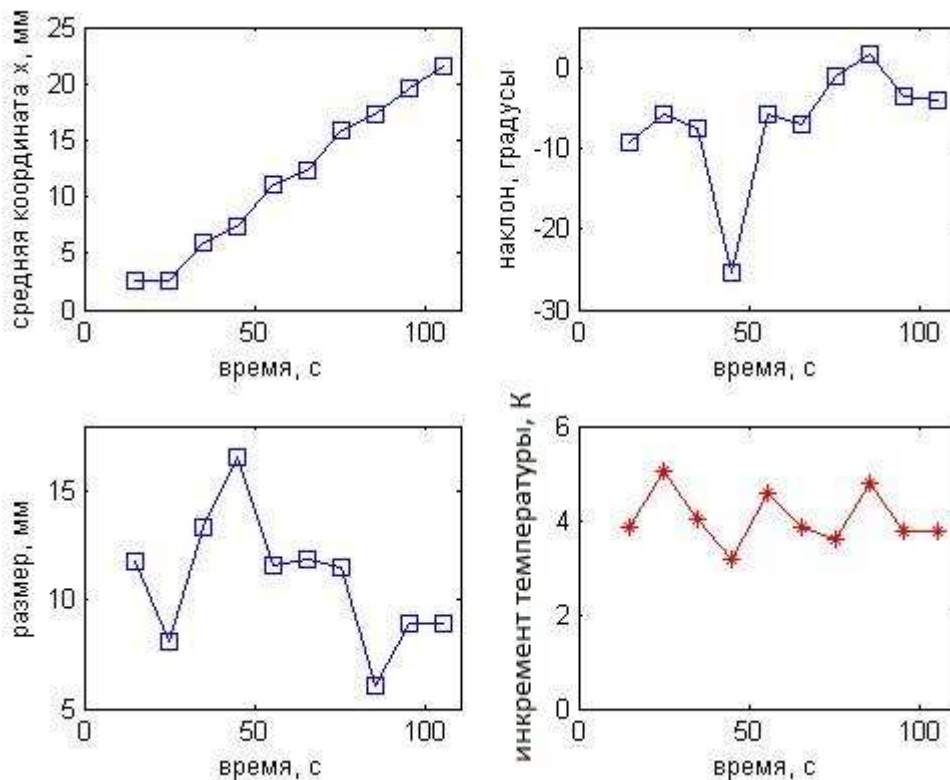 средняя координата x, мм
25
20
15
10
5
0
0 50 100
время, с
наклон, градусы
0
-10
-20
-30
0 50 100
время, с
размер, мм
15
10
5
0 50 100
время, с
инкремент температуры, К
6
4
2
0
0 50 100
время, с